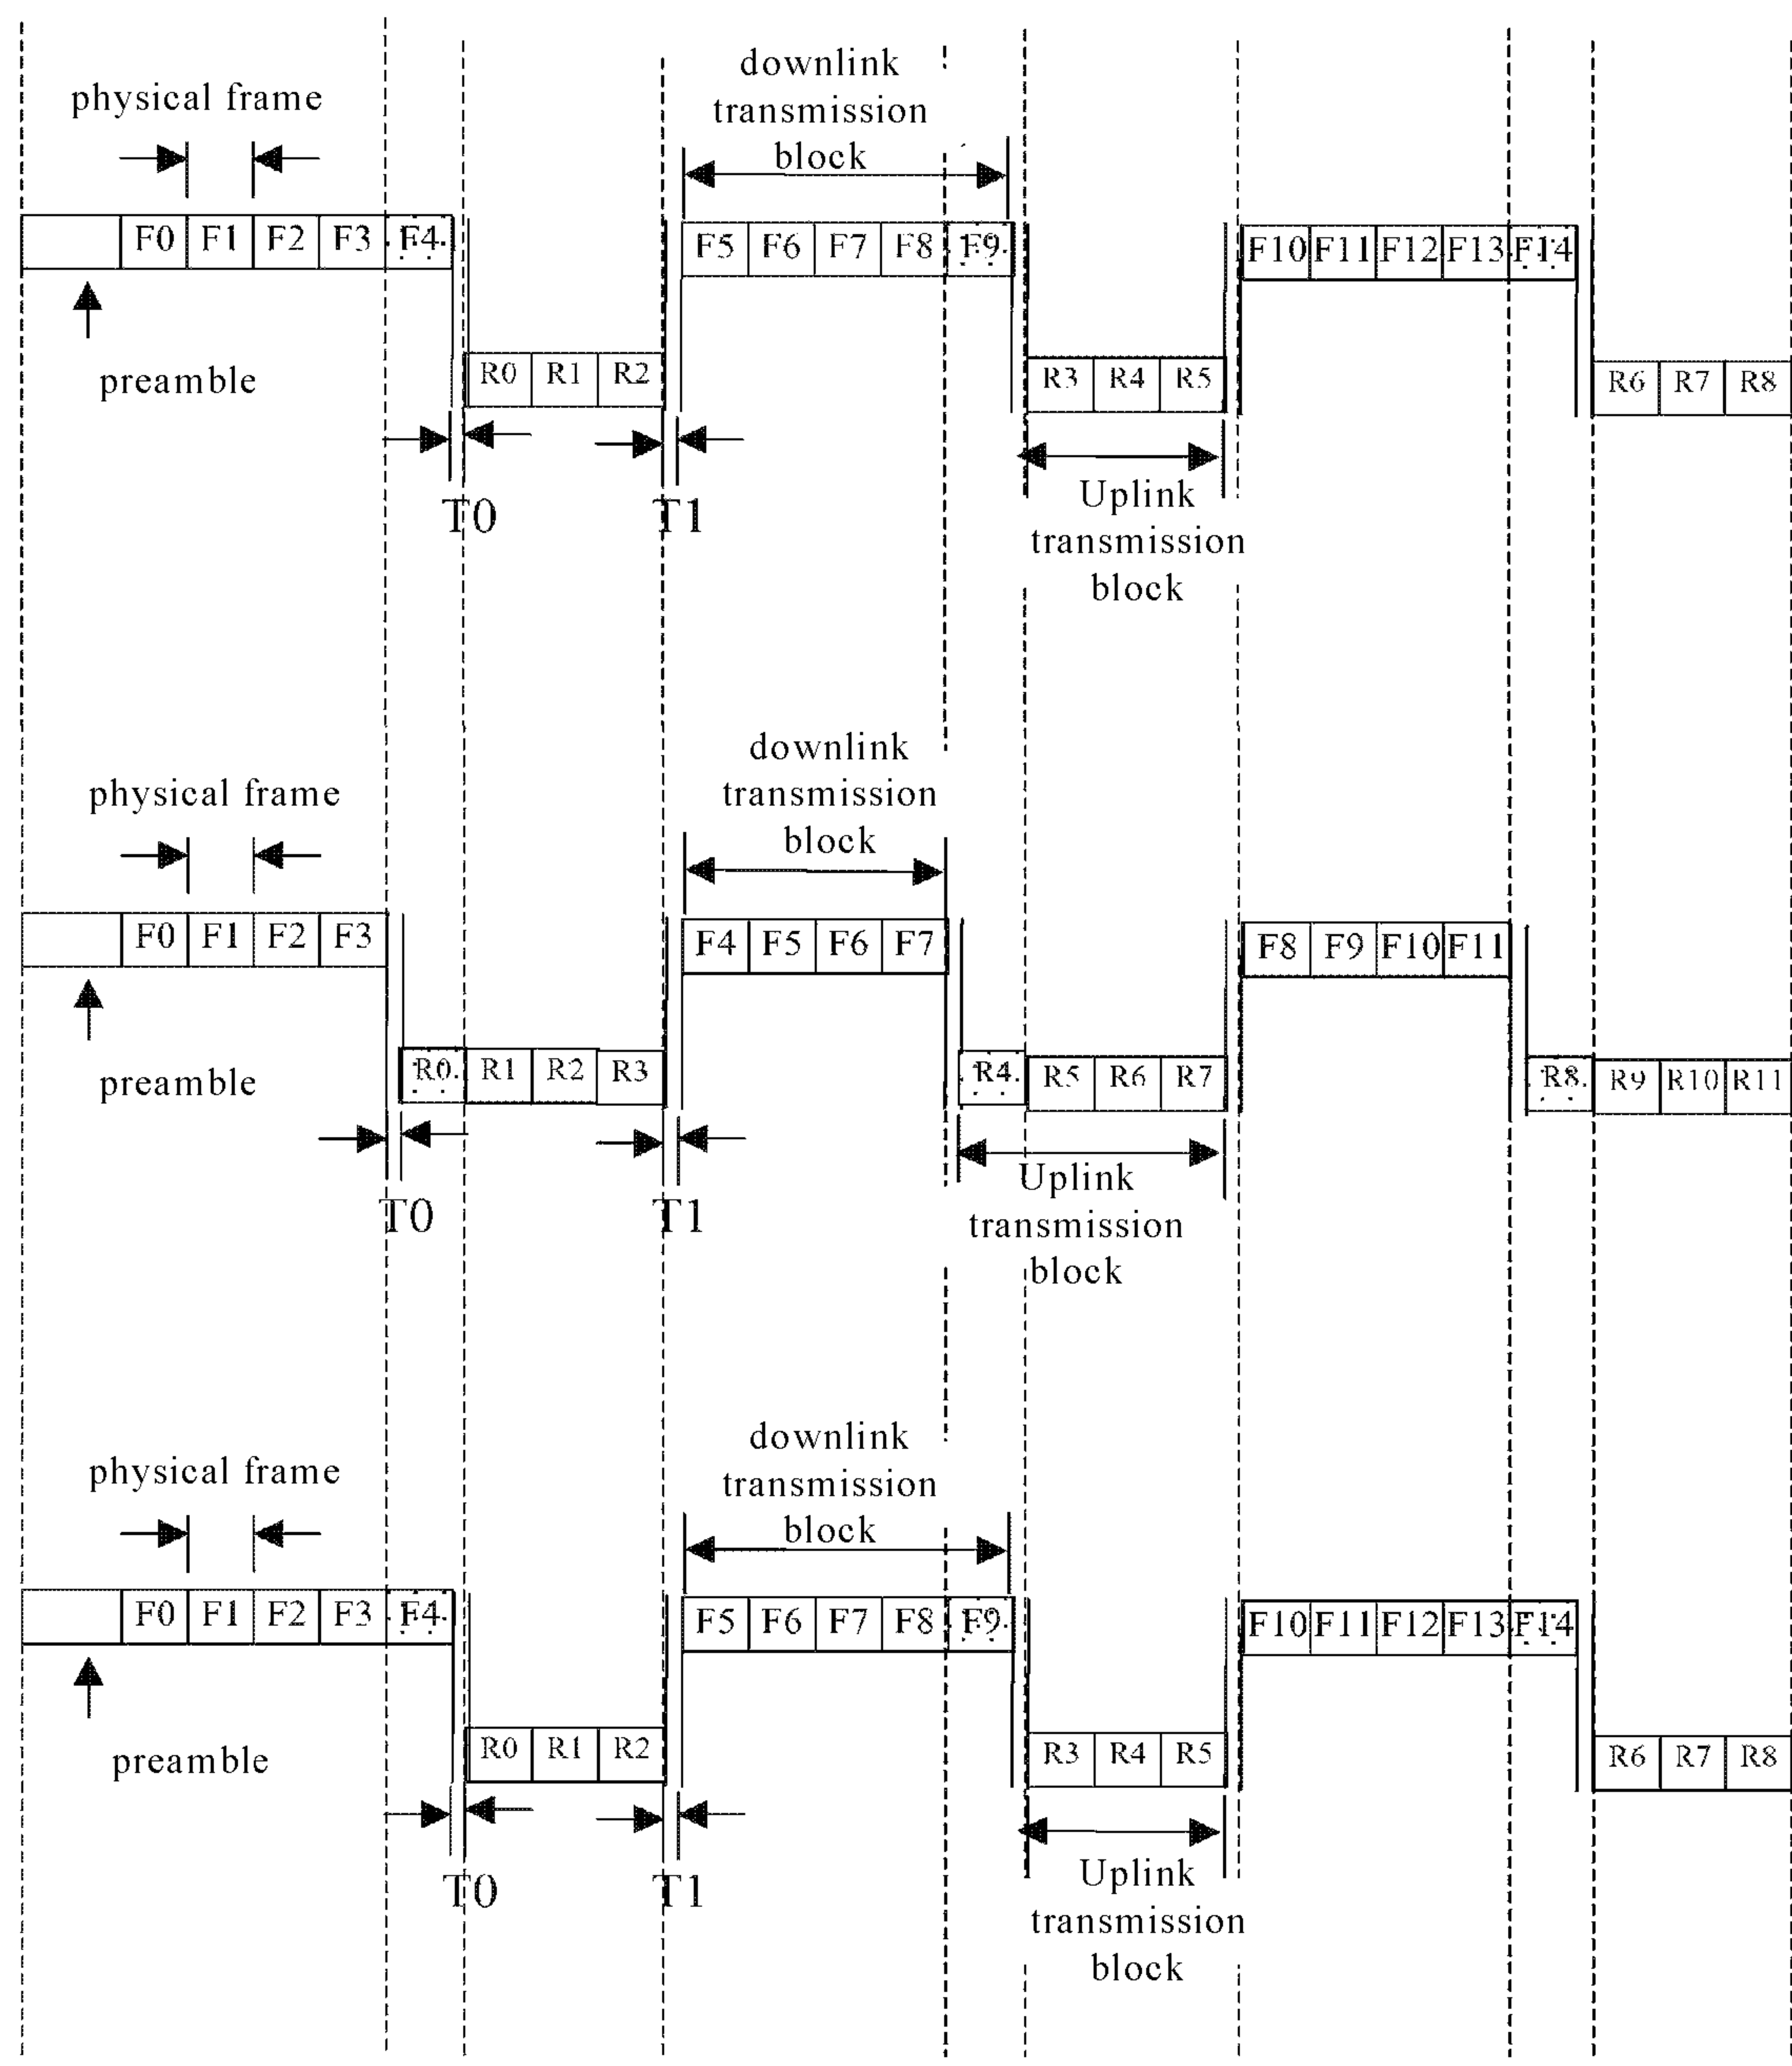 downlink
transmission
block
physical frame
F0 F1 F2 F3 F4 F5 F6 F7 F8 F9 F10 F11 F12 F13 F14
preamble
R0 R1 R2 R3 R4 R5 R6 R7 R8
T0 T1
Uplink
transmission
block
downlink
transmission
block
physical frame
F0 F1 F2 F3 F4 F5 F6 F7 F8 F9 F10 F11
preamble
R0 R1 R2 R3 R4 R5 R6 R7 R8 R9 R10 R11
T0 T1
Uplink
transmission
block
downlink
transmission
block
physical frame
F0 F1 F2 F3 F4 F5 F6 F7 F8 F9 F10 F11 F12 F13 F14
preamble
R0 R1 R2 R3 R4 R5 R6 R7 R8
T0 T1
Uplink
transmission
block